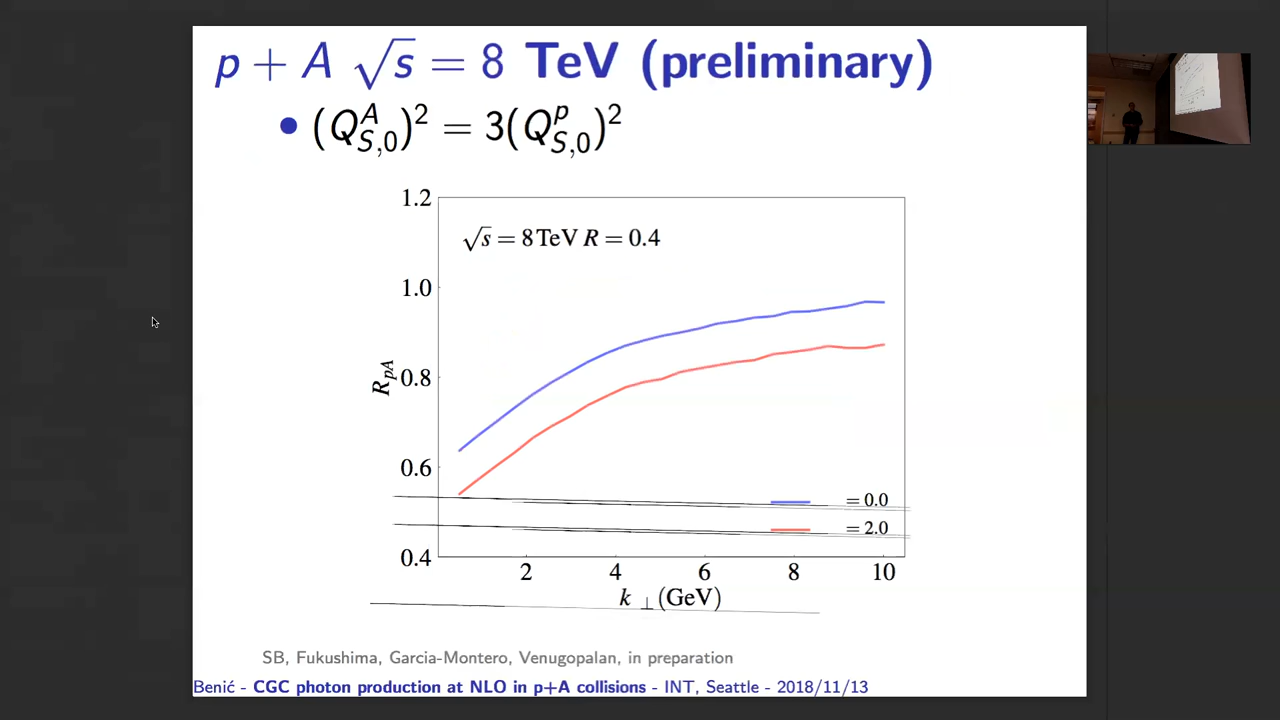 p + A √s = 8 TeV (preliminary)
• (Q^A_{S,0})² = 3(Q^p_{S,0})²
1.2
√s = 8 TeV R = 0.4
1.0
R_{pA}
0.8
0.6
= 0.0
= 2.0
0.4
2 4 6 8 10
k ⊥ (GeV)
SB, Fukushima, Garcia-Montero, Venugopalan, in preparation
Benić - CGC photon production at NLO in p+A collisions - INT, Seattle - 2018/11/13